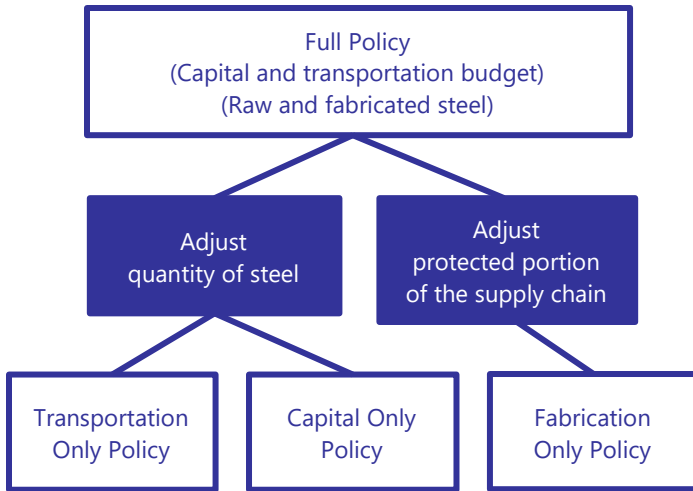 Full Policy
(Capital and transportation budget)
(Raw and fabricated steel)
Adjust
quantity of steel
Adjust
protected portion
of the supply chain
Transportation
Only Policy
Capital Only
Policy
Fabrication
Only Policy